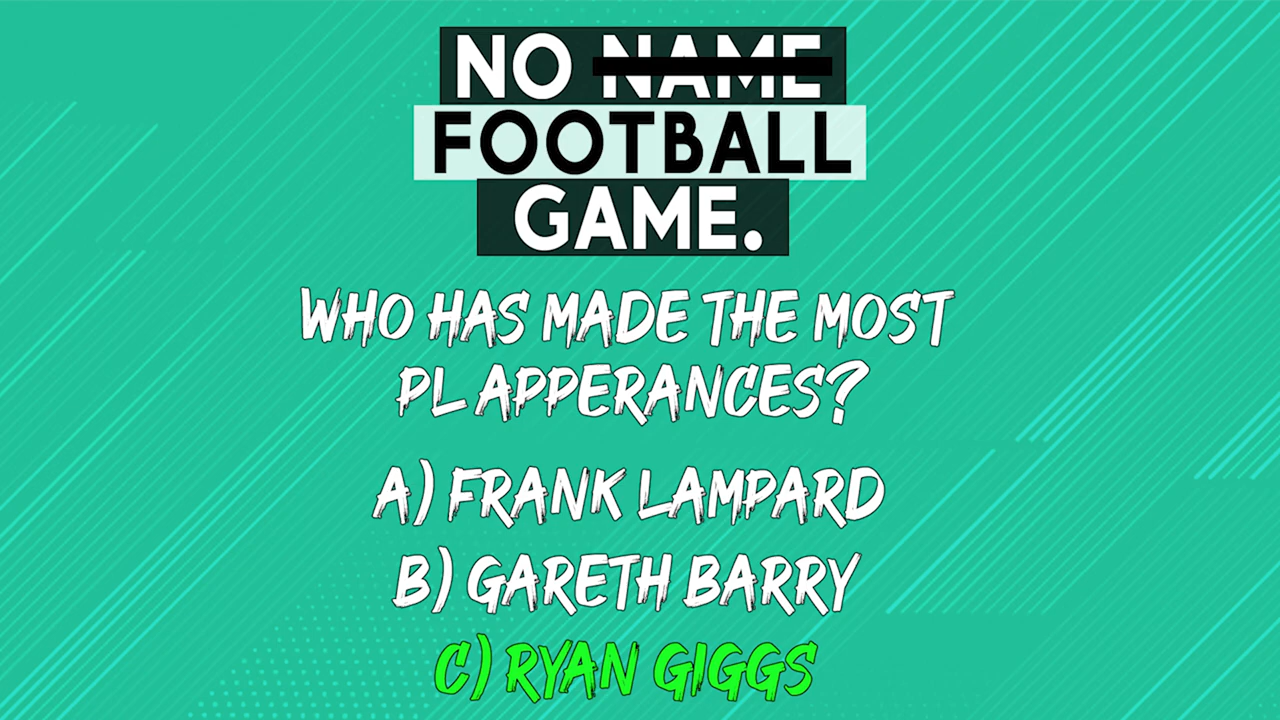 NO NAME
FOOTBALL
GAME.
WHO HAS MADE THE MOST
PL APPERANCES?
A) FRANK LAMPARD
B) GARETH BARRY
C) RYAN GIGGS